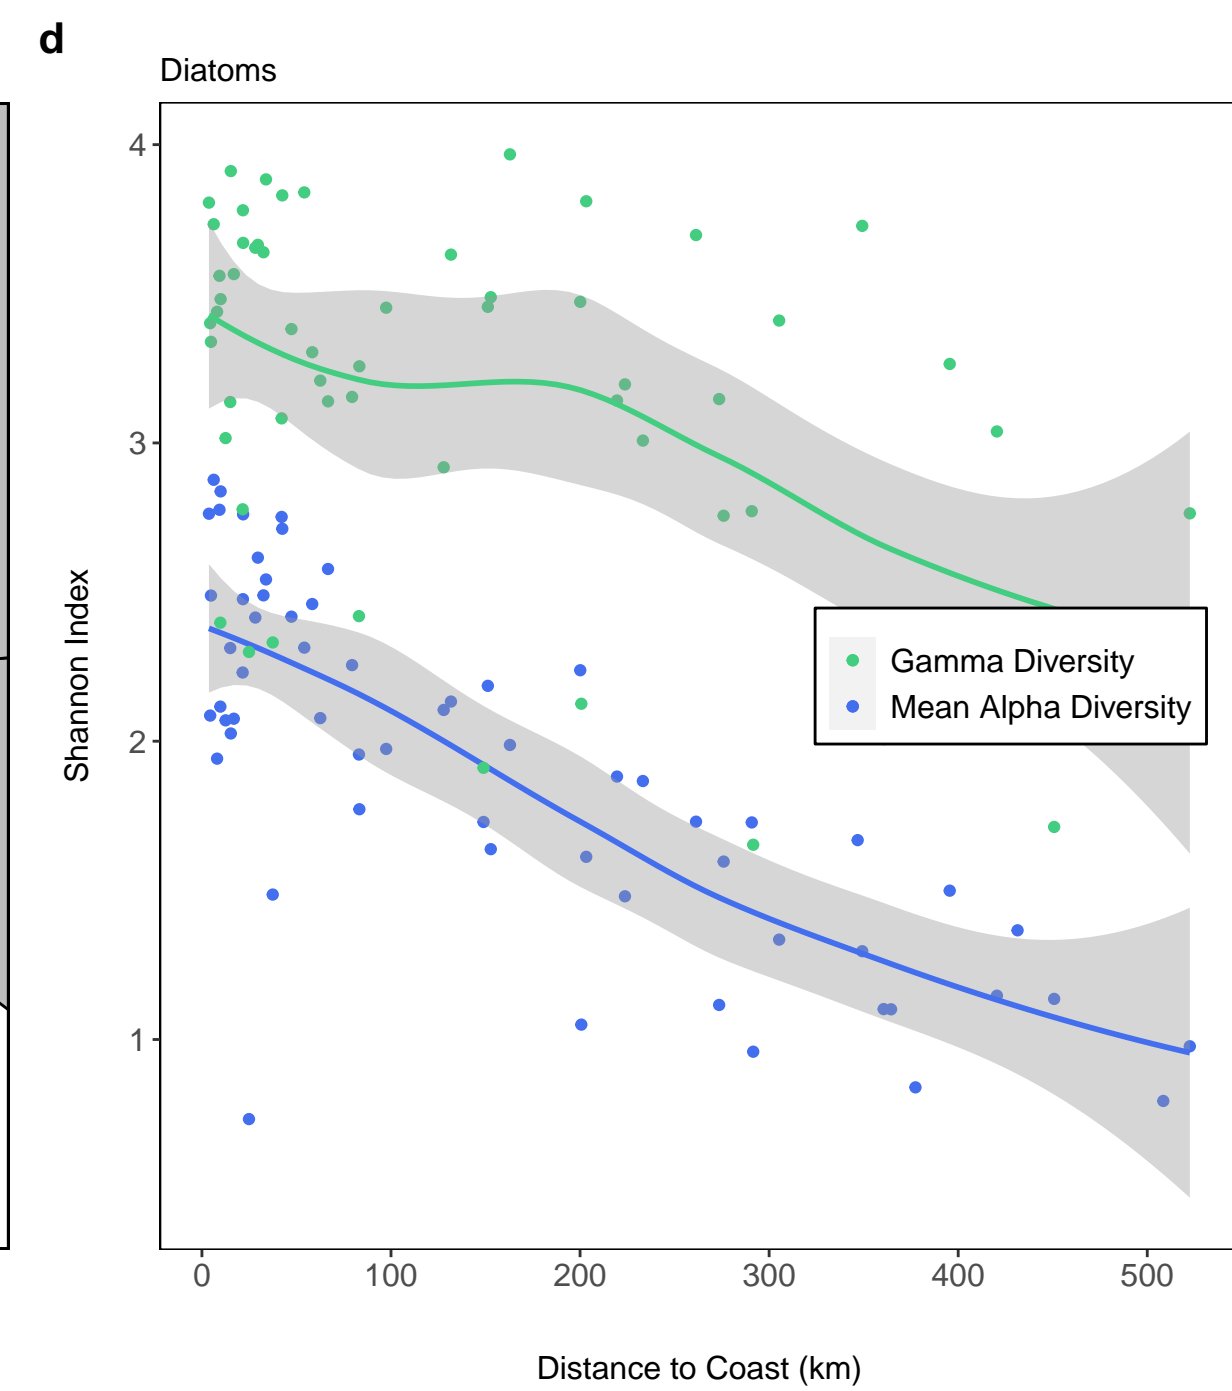 d
Diatoms
4
3
2
1
Shannon Index
Gamma Diversity
Mean Alpha Diversity
0 100 200 300 400 500
Distance to Coast (km)